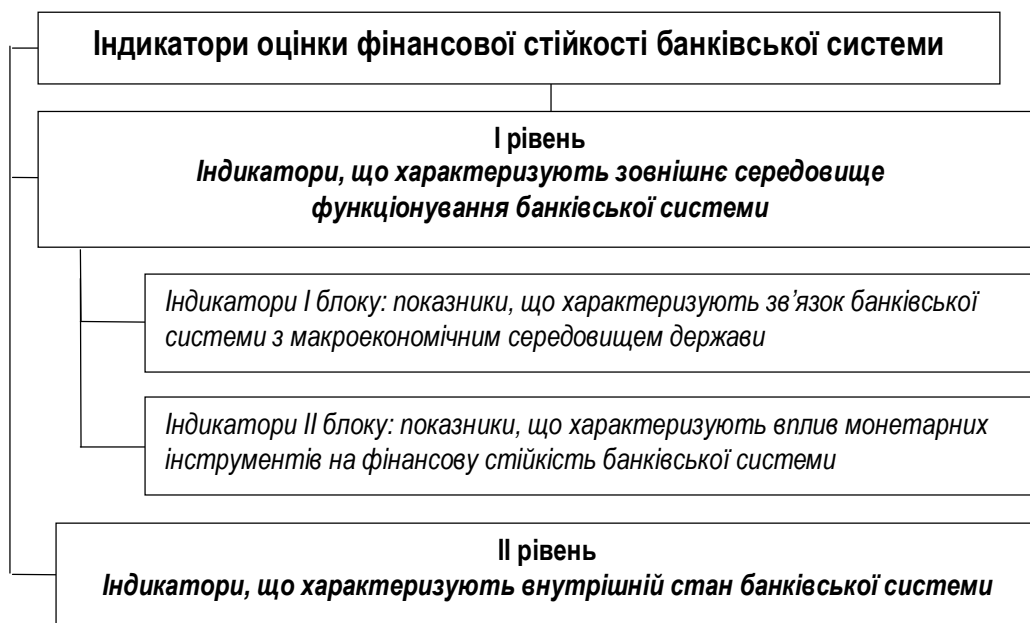 Індикатори оцінки фінансової стійкості банківської системи
І рівень
Індикатори, що характеризують зовнішнє середовище
функціонування банківської системи
Індикатори І блоку: показники, що характеризують зв’язок банківської
системи з макроекономічним середовищем держави
Індикатори ІІ блоку: показники, що характеризують вплив монетарних
інструментів на фінансову стійкість банківської системи
ІІ рівень
Індикатори, що характеризують внутрішній стан банківської системи